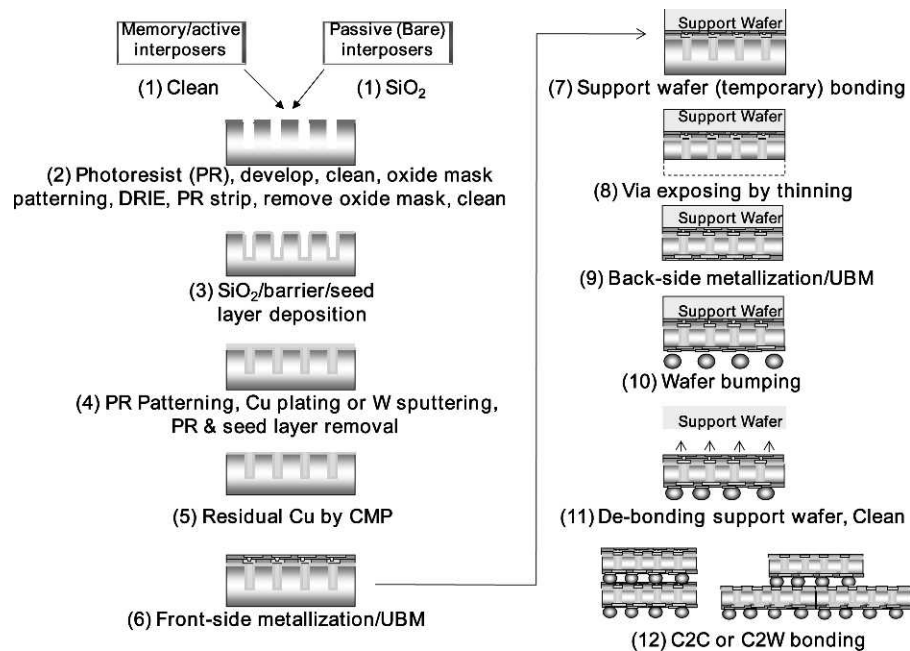 Memory/active
interposers
Passive (Bare)
interposers
(1) Clean
(1) SiO₂
(2) Photoresist (PR), develop, clean, oxide mask
patterning, DRIE, PR strip, remove oxide mask, clean
(3) SiO₂/barrier/seed
layer deposition
(4) PR Patterning, Cu plating or W sputtering,
PR & seed layer removal
(5) Residual Cu by CMP
(6) Front-side metallization/UBM
Support Wafer
(7) Support wafer (temporary) bonding
Support Wafer
(8) Via exposing by thinning
Support Wafer
(9) Back-side metallization/UBM
Support Wafer
(10) Wafer bumping
Support Wafer
(11) De-bonding support wafer, Clean
(12) C2C or C2W bonding